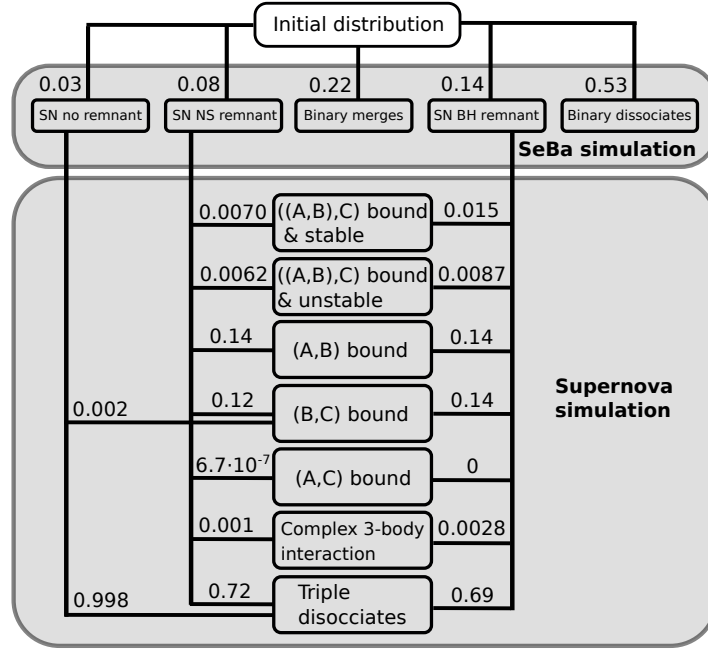 Initial distribution
0.03 0.08 0.22 0.14 0.53
SN no remnant SN NS remnant Binary merges SN BH remnant Binary dissociates
SeBa simulation
0.0070 ((A,B),C) bound 0.015
& stable
0.0062 ((A,B),C) bound 0.0087
& unstable
0.14 (A,B) bound 0.14
0.12 (B,C) bound 0.14
0.002
Supernova
simulation
6.7·10⁻⁷ (A,C) bound 0
0.001 Complex 3-body 0.0028
interaction
0.72 Triple 0.69
0.998 disocciates